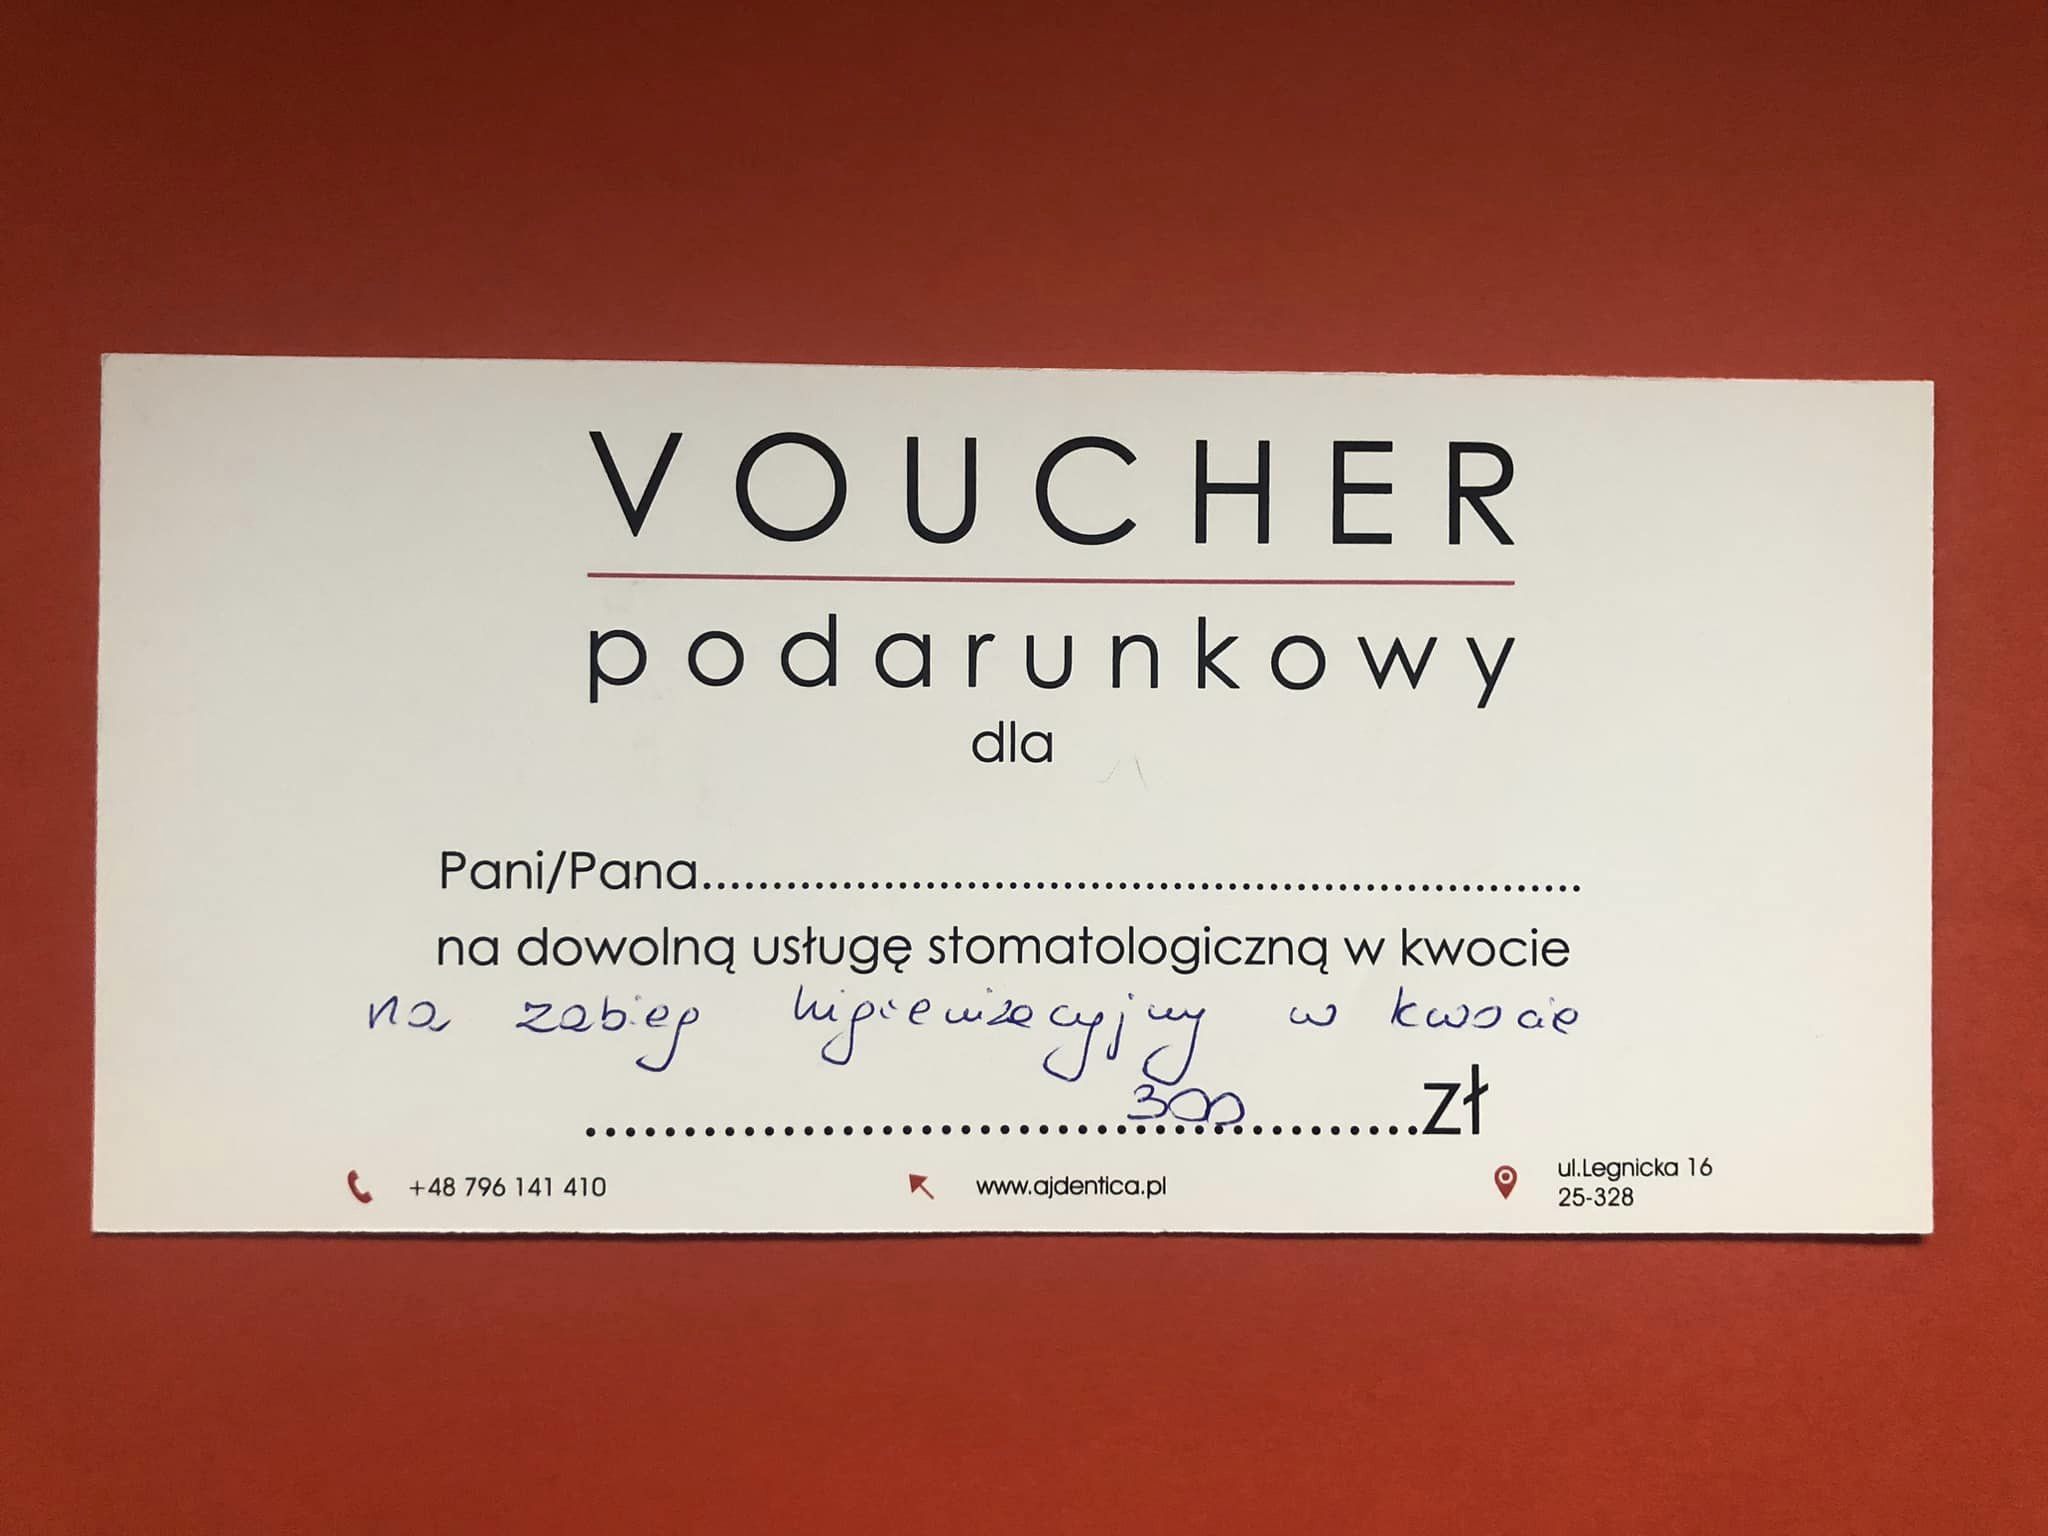 VOUCHER
podarunkowy
dla
Pani/Pana......................................................................
na dowolną usługę stomatologiczną w kwocie
na zabieg higienizacyjny w kwocie
300
..........................................zł
+48 796 141 410
www.ajdentica.pl
ul.Legnicka 16
25-328